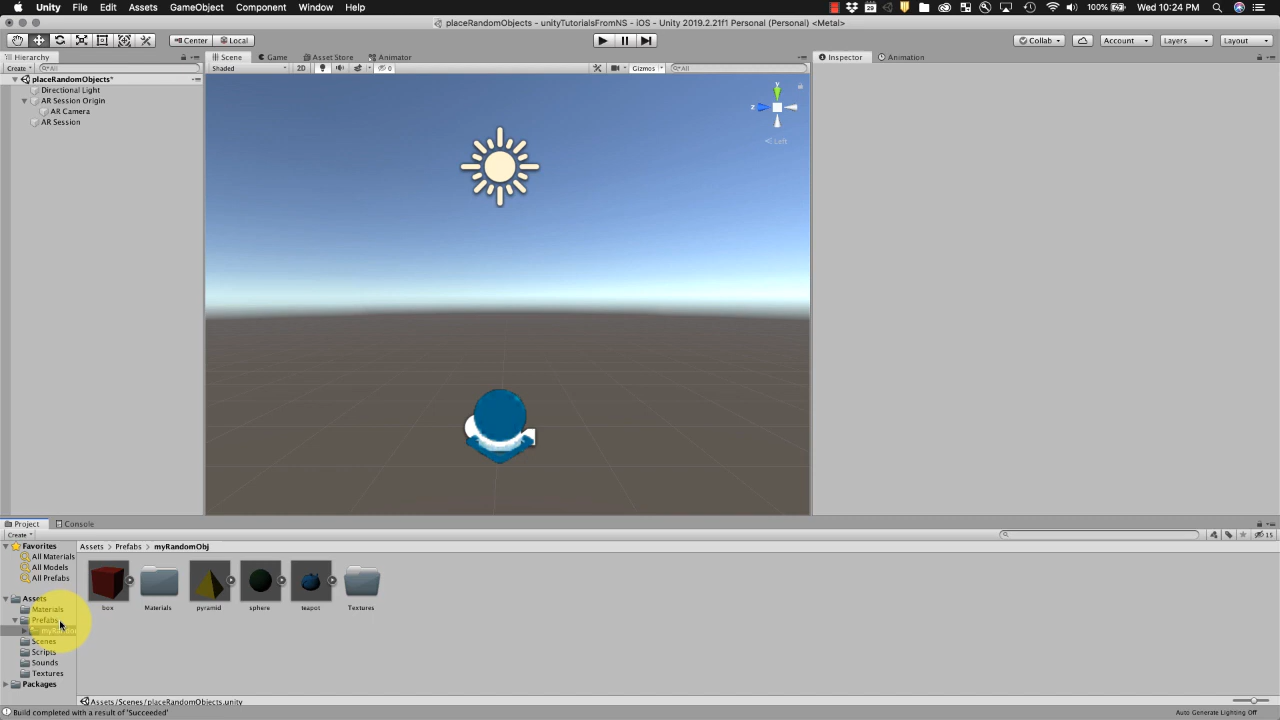 Unity File Edit Assets GameObject Component Window Help
28 100% Wed 10:24 PM
placeRandomObjects - unityTutorialsFromNS - iOS - Unity 2019.2.21f1 Personal (Personal) <Metal>
Center Local Collab Account Layers Layout
Hierarchy Scene Game Asset Store Animator Inspector Animation
Create All Shaded 2D 0 Gizmos All
placeRandomObjects*
Directional Light
AR Session Origin
AR Camera
AR Session
y
z
Left
Project Console
Create 15
Favorites
All Materials
All Models
All Prefabs
Assets
Materials
Prefabs
Scenes
Scripts
Sounds
Textures
Packages
Assets Prefabs myRandomObj
box Materials pyramid sphere teapot Textures
Assets/Scenes/placeRandomObjects.unity
Build completed with a result of 'Succeeded' Auto Generate Lighting Off